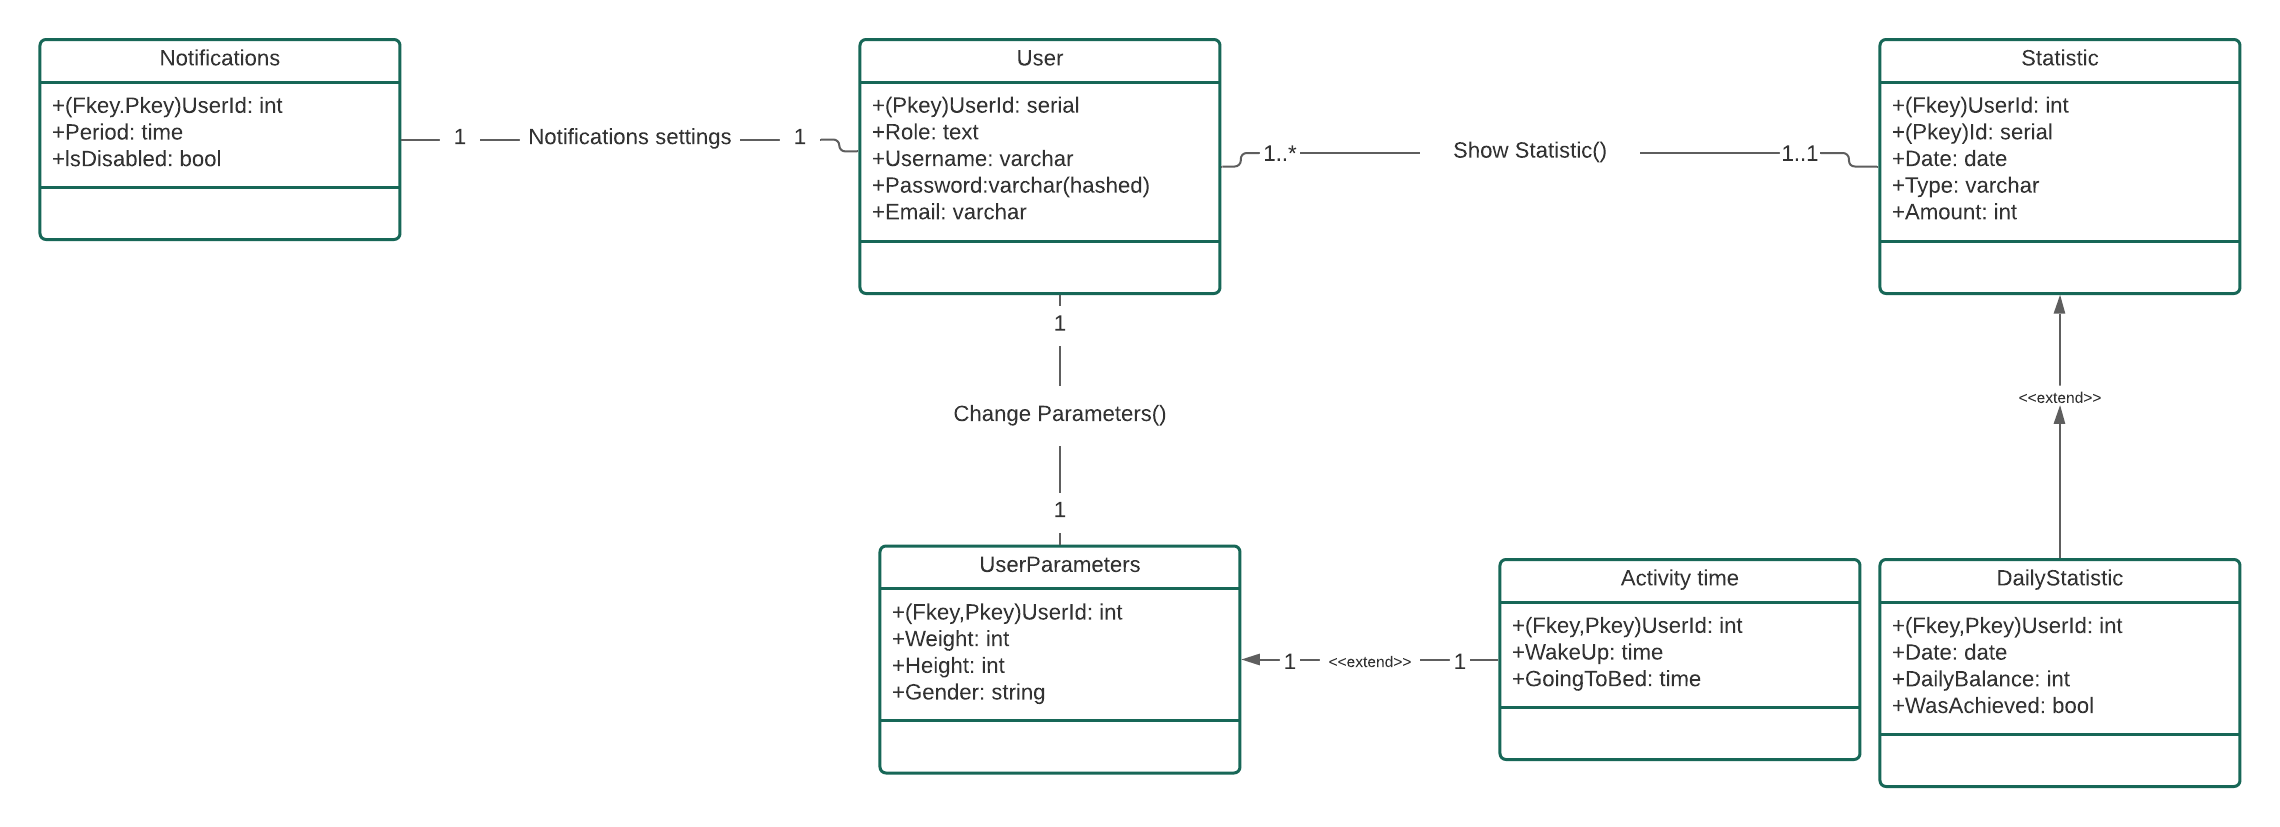 Notifications
+(Fkey.Pkey)UserId: int
+Period: time
+IsDisabled: bool
1
Notifications settings
1
User
+(Pkey)UserId: serial
+Role: text
+Username: varchar
+Password:varchar(hashed)
+Email: varchar
1..*
Show Statistic()
1..1
Statistic
+(Fkey)UserId: int
+(Pkey)Id: serial
+Date: date
+Type: varchar
+Amount: int
1
Change Parameters()
1
<<extend>>
UserParameters
+(Fkey,Pkey)UserId: int
+Weight: int
+Height: int
+Gender: string
1
<<extend>>
1
Activity time
+(Fkey,Pkey)UserId: int
+WakeUp: time
+GoingToBed: time
DailyStatistic
+(Fkey,Pkey)UserId: int
+Date: date
+DailyBalance: int
+WasAchieved: bool